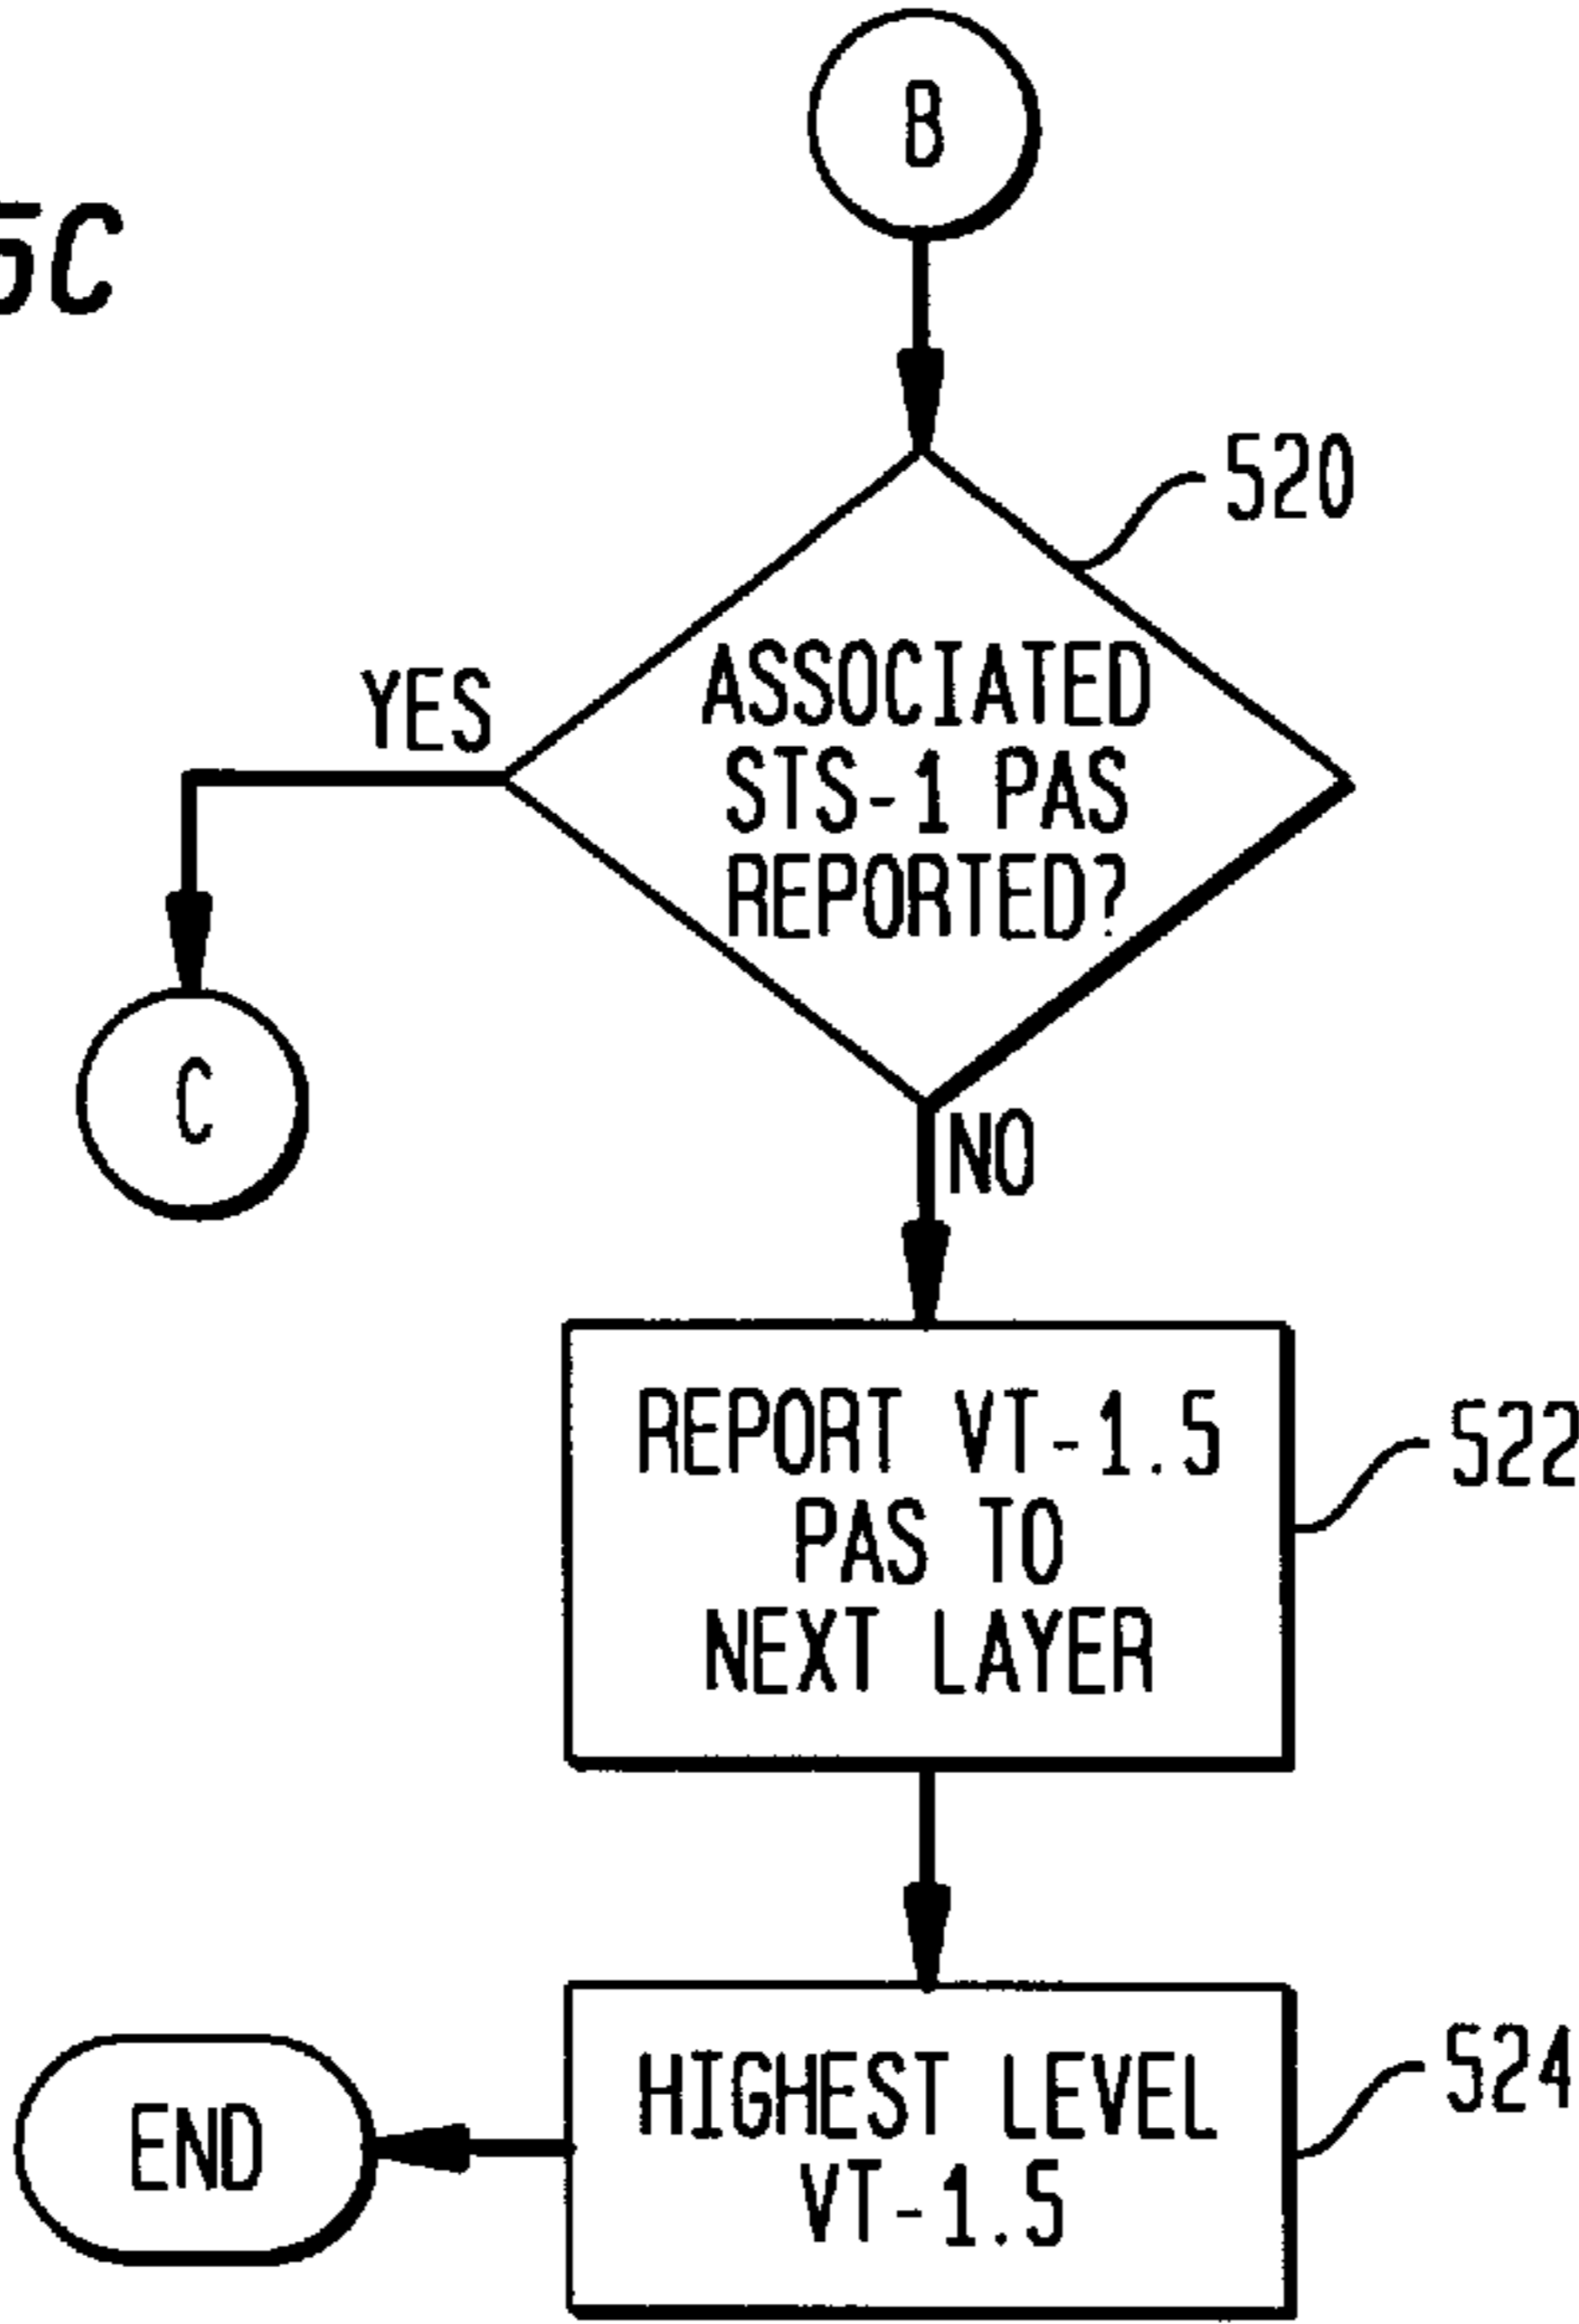 B
5C
520
ASSOCIATED
STS-1 PAS
REPORTED?
YES
C
NO
REPORT VT-1.5
PAS TO
NEXT LAYER
522
HIGHEST LEVEL
VT-1.5
524
END